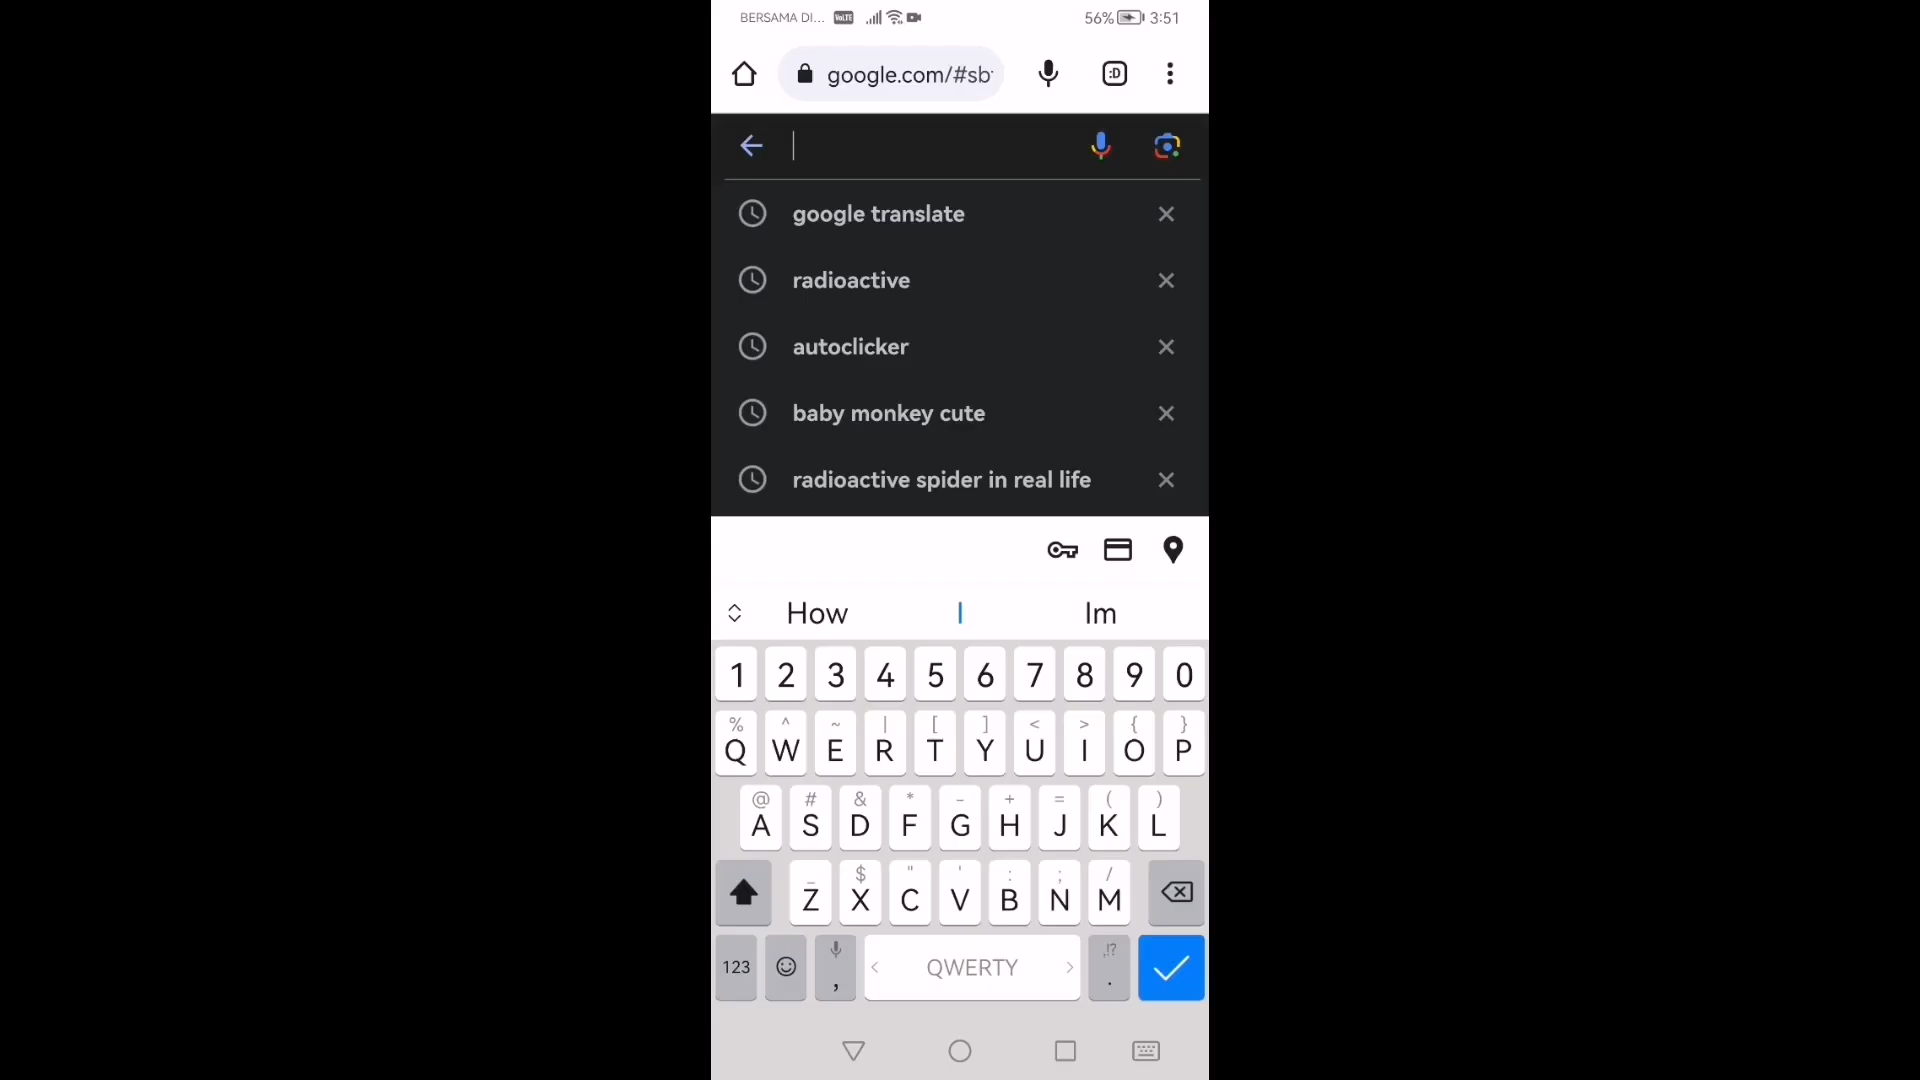 BERSAMA DI... VoLTE 56% 3:51
google.com/#sb
:D
google translate
radioactive
autoclicker
baby monkey cute
radioactive spider in real life
How I Im
1 2 3 4 5 6 7 8 9 0
% ^ ~ | [ ] < > { }
Q W E R T Y U I O P
@ # & * - + = ( )
A S D F G H J K L
_ $ " ' : ; /
Z X C V B N M
123 , < QWERTY > ,!? .